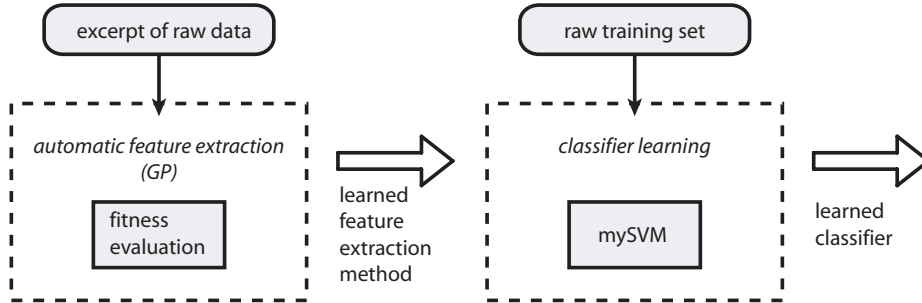 excerpt of raw data
raw training set
automatic feature extraction
(GP)
fitness
evaluation
learned
feature
extraction
method
classifier learning
mySVM
learned
classifier